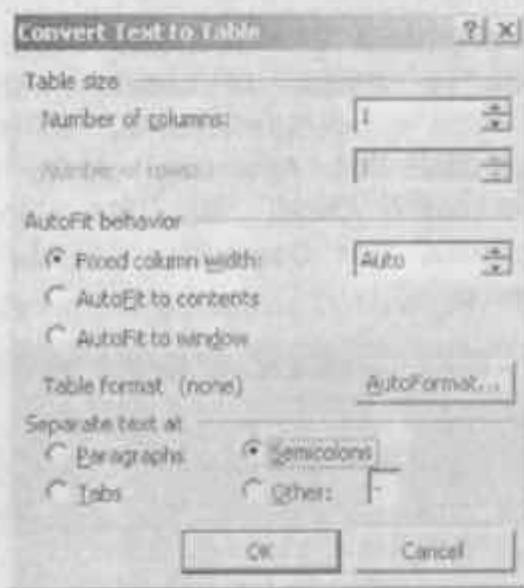 Convert Text to Table
Table size
Number of columns: 1
Number of rows: 1
AutoFit behavior
Fixed column width: Auto
AutoFit to contents
AutoFit to window
Table format (none) AutoFormat...
Separate text at
Paragraphs Semicolons
Tabs Other: -
OK Cancel